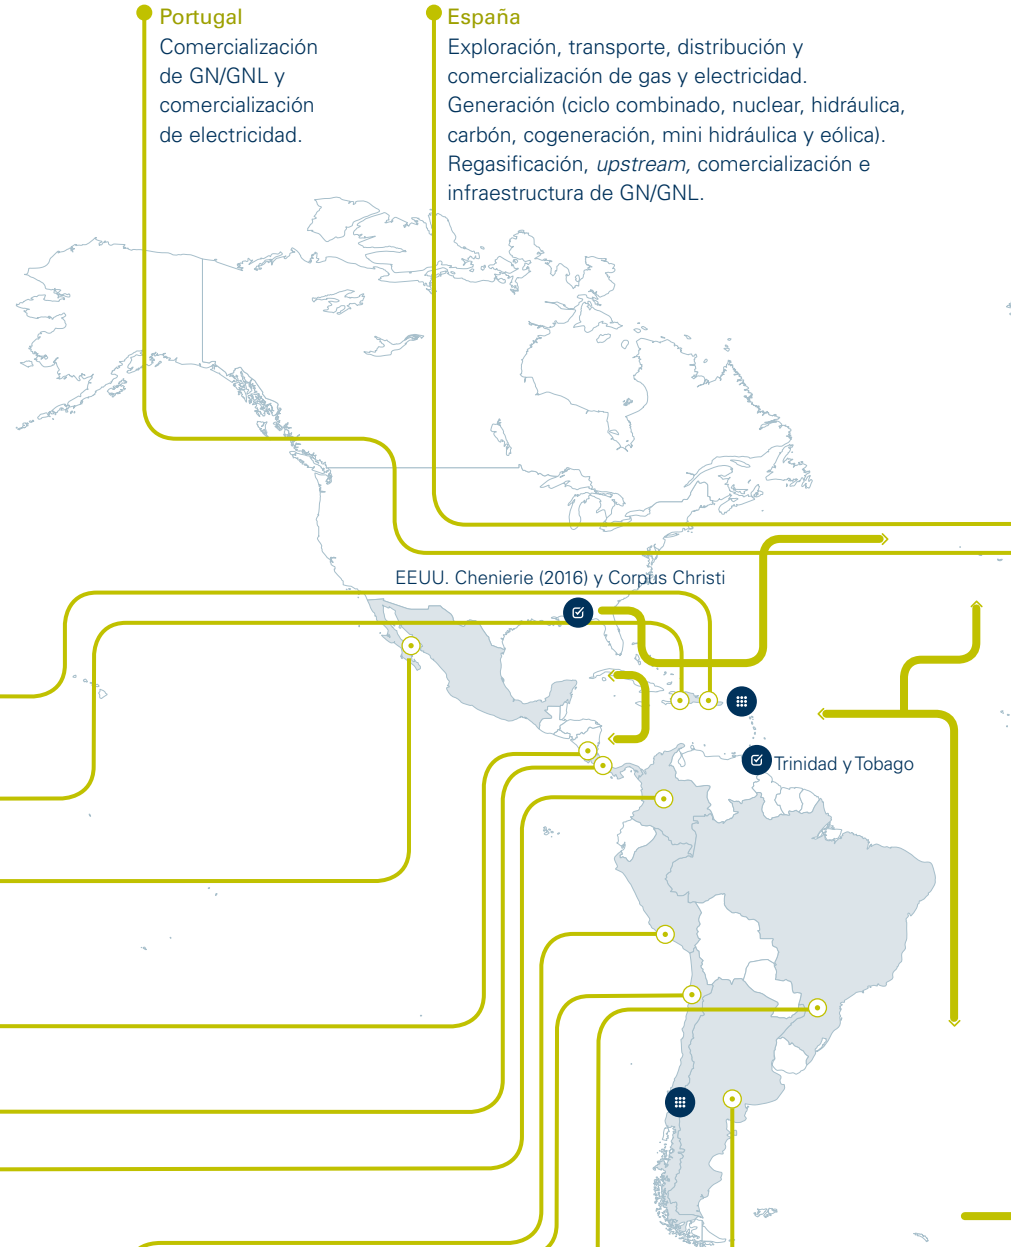 Portugal
Comercialización
de GN/GNL y
comercialización
de electricidad.
España
Exploración, transporte, distribución y
comercialización de gas y electricidad.
Generación (ciclo combinado, nuclear, hidráulica,
carbón, cogeneración, mini hidráulica y eólica).
Regasificación, upstream, comercialización e
infraestructura de GN/GNL.
EEUU. Chenierie (2016) y Corpus Christi
Trinidad y Tobago